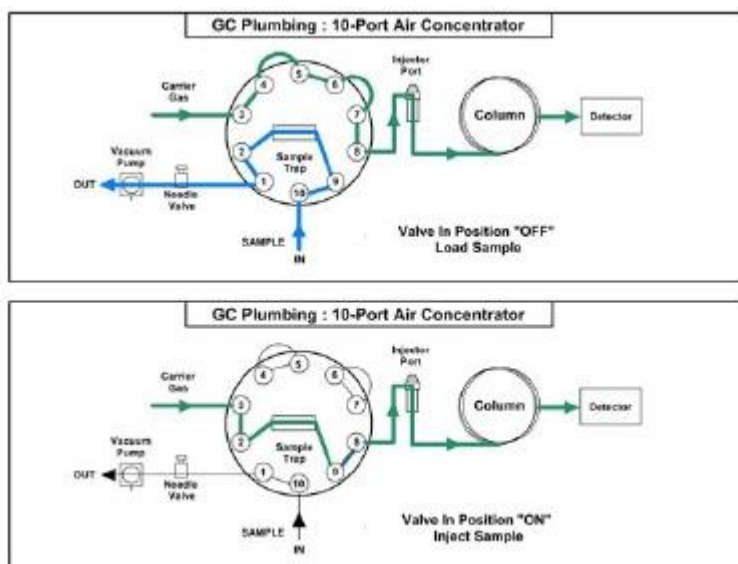 GC Plumbing : 10-Port Air Concentrator
Injector
Port
Carrier
Gas
4
5
6
3
7
Column
Detector
2
Sample
Trap
8
Vacuum
Pump
OUT
1
10
9
Needle
Valve
SAMPLE
IN
Valve In Position "OFF"
Load Sample
GC Plumbing : 10-Port Air Concentrator
Injector
Port
Carrier
Gas
4
5
6
3
7
Column
Detector
2
Sample
Trap
8
Vacuum
Pump
OUT
1
10
9
Needle
Valve
SAMPLE
IN
Valve In Position "ON"
Inject Sample